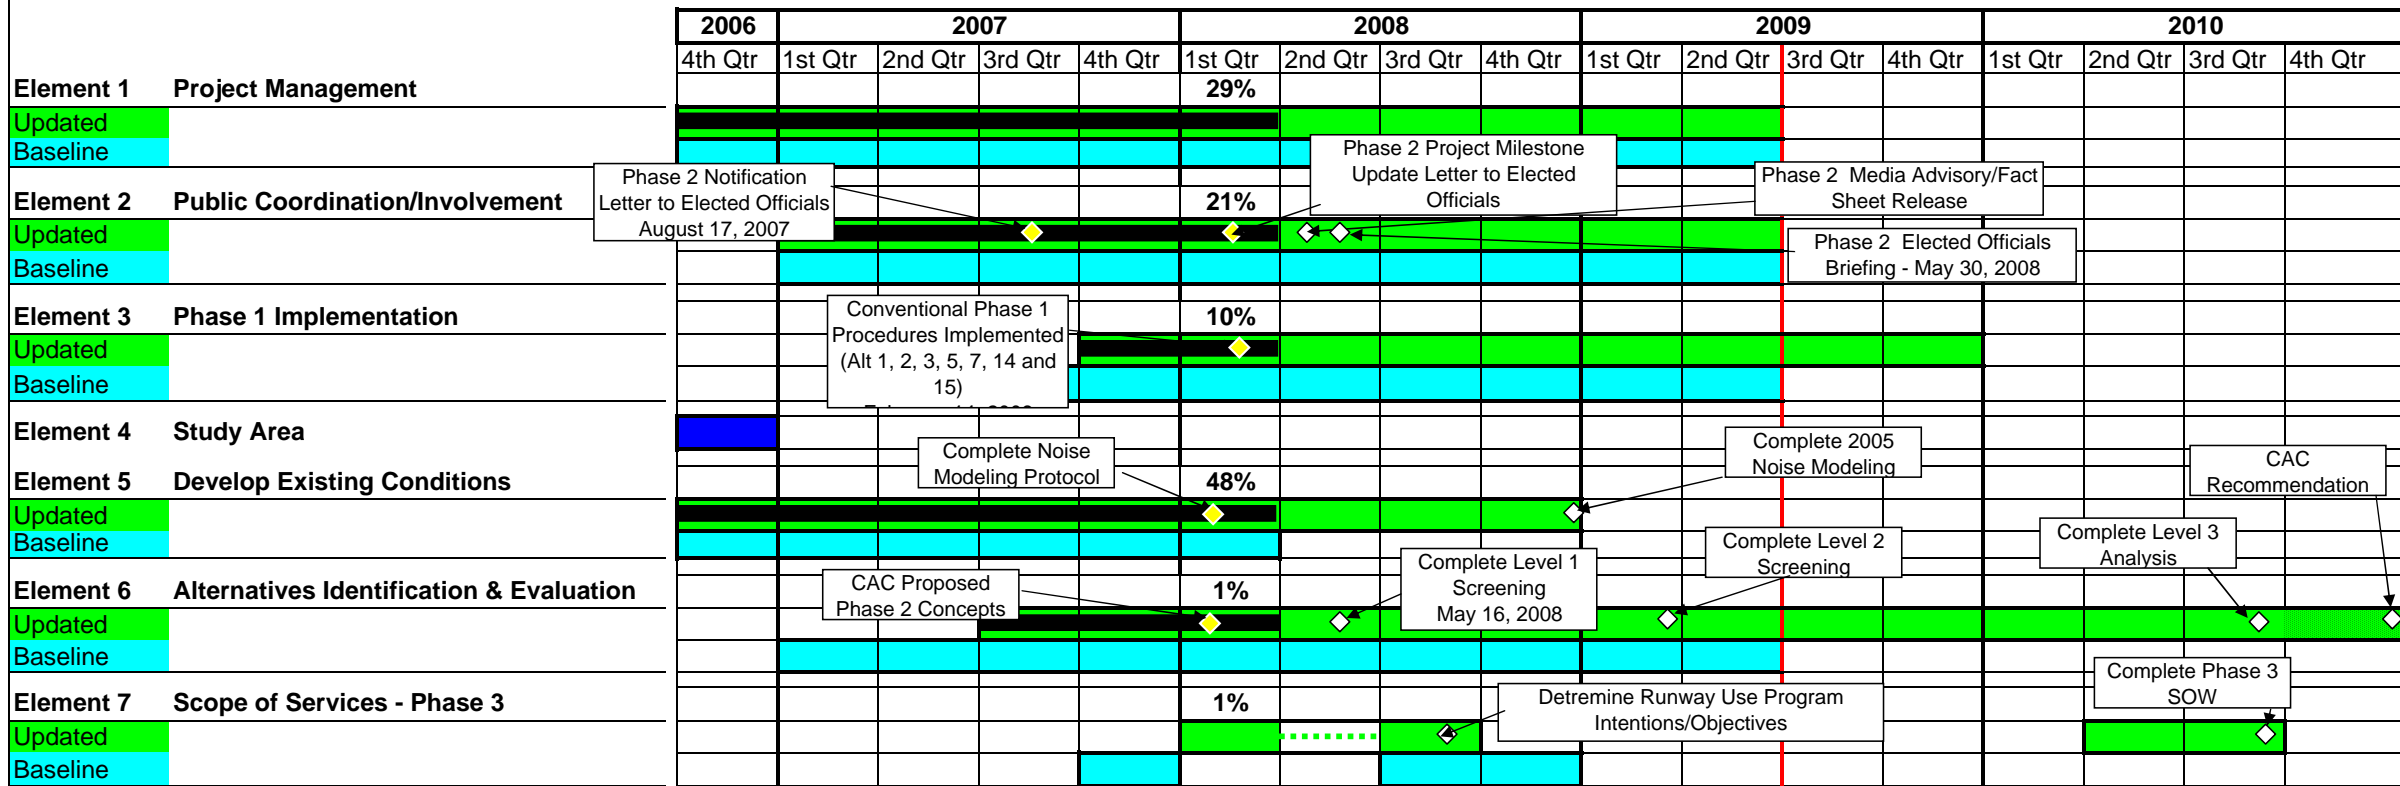 2006 2007 2008 2009 2010
4th Qtr 1st Qtr 2nd Qtr 3rd Qtr 4th Qtr 1st Qtr 2nd Qtr 3rd Qtr 4th Qtr 1st Qtr 2nd Qtr 3rd Qtr 4th Qtr 1st Qtr 2nd Qtr 3rd Qtr 4th Qtr
Element 1 Project Management 29%
Updated
Baseline
Phase 2 Project Milestone
Update Letter to Elected
Officials
Phase 2 Notification
Letter to Elected Officials
August 17, 2007
Phase 2 Media Advisory/Fact
Sheet Release
Element 2 Public Coordination/Involvement 21%
Updated
Baseline
Phase 2 Elected Officials
Briefing - May 30, 2008
Conventional Phase 1
Procedures Implemented
(Alt 1, 2, 3, 5, 7, 14 and
15)
Element 3 Phase 1 Implementation 10%
Updated
Baseline
Element 4 Study Area
Complete Noise
Modeling Protocol
Complete 2005
Noise Modeling
CAC
Recommendation
Element 5 Develop Existing Conditions 48%
Updated
Baseline
Complete Level 1
Screening
May 16, 2008
Complete Level 2
Screening
Complete Level 3
Analysis
CAC Proposed
Phase 2 Concepts
Element 6 Alternatives Identification & Evaluation 1%
Updated
Baseline
Complete Phase 3
SOW
Detremine Runway Use Program
Intentions/Objectives
Element 7 Scope of Services - Phase 3 1%
Updated
Baseline